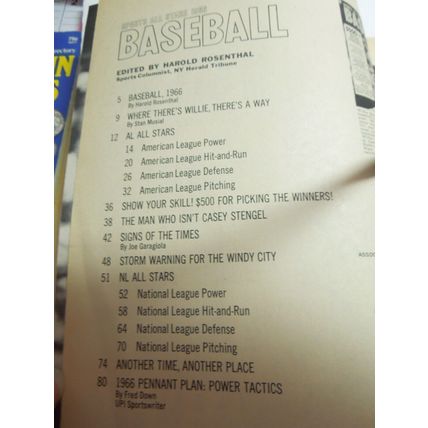 SPORTS ALL STARS 1966
BASEBALL
EDITED BY HAROLD ROSENTHAL
Sports Columnist, NY Herald Tribune
5 BASEBALL, 1966
By Harold Rosenthal
9 WHERE THERE'S WILLIE, THERE'S A WAY
By Stan Musial
12 AL ALL STARS
14 American League Power
20 American League Hit-and-Run
26 American League Defense
32 American League Pitching
36 SHOW YOUR SKILL! $500 FOR PICKING THE WINNERS!
38 THE MAN WHO ISN'T CASEY STENGEL
42 SIGNS OF THE TIMES
By Joe Garagiola
48 STORM WARNING FOR THE WINDY CITY
51 NL ALL STARS
52 National League Power
58 National League Hit-and-Run
64 National League Defense
70 National League Pitching
74 ANOTHER TIME, ANOTHER PLACE
80 1966 PENNANT PLAN: POWER TACTICS
By Fred Down
UPI Sportswriter